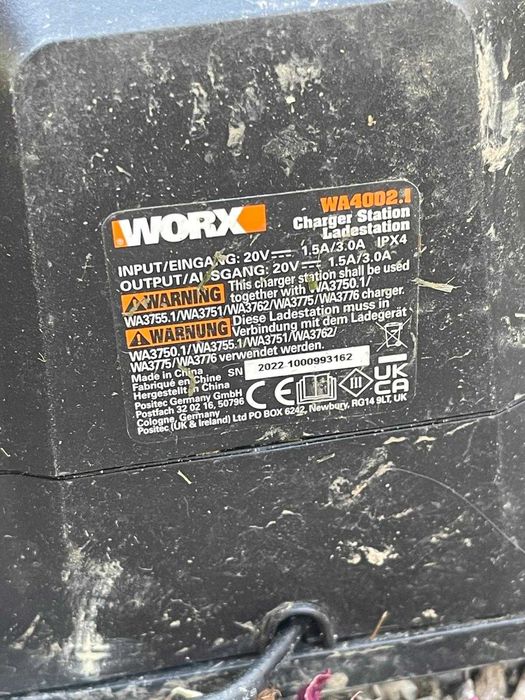 WORX
WA4002.1
Charger Station
Ladestation
INPUT/EINGANG: 20V⎓ 1.5A/3.0A IPX4
OUTPUT/AUSGANG: 20V⎓ 1.5A/3.0A
WARNING This charger station shall be used
together with WA3750.1/
WA3755.1/WA3751/WA3762/WA3775/WA3776 charger.
WARNUNG Diese Ladestation muss in
Verbindung mit dem Ladegerät
WA3750.1/WA3755.1/WA3751/WA3762/
WA3775/WA3776 verwendet werden.
Made in China
Fabriqué en Chine SN 2022 1000993162
Hergestellt in China
Positec Germany GmbH
Postfach 32 02 16, 50796
Cologne, Germany
Positec (UK & Ireland) Ltd PO BOX 6242, Newbury, RG14 9LT, UK
CE
III
UK
CA